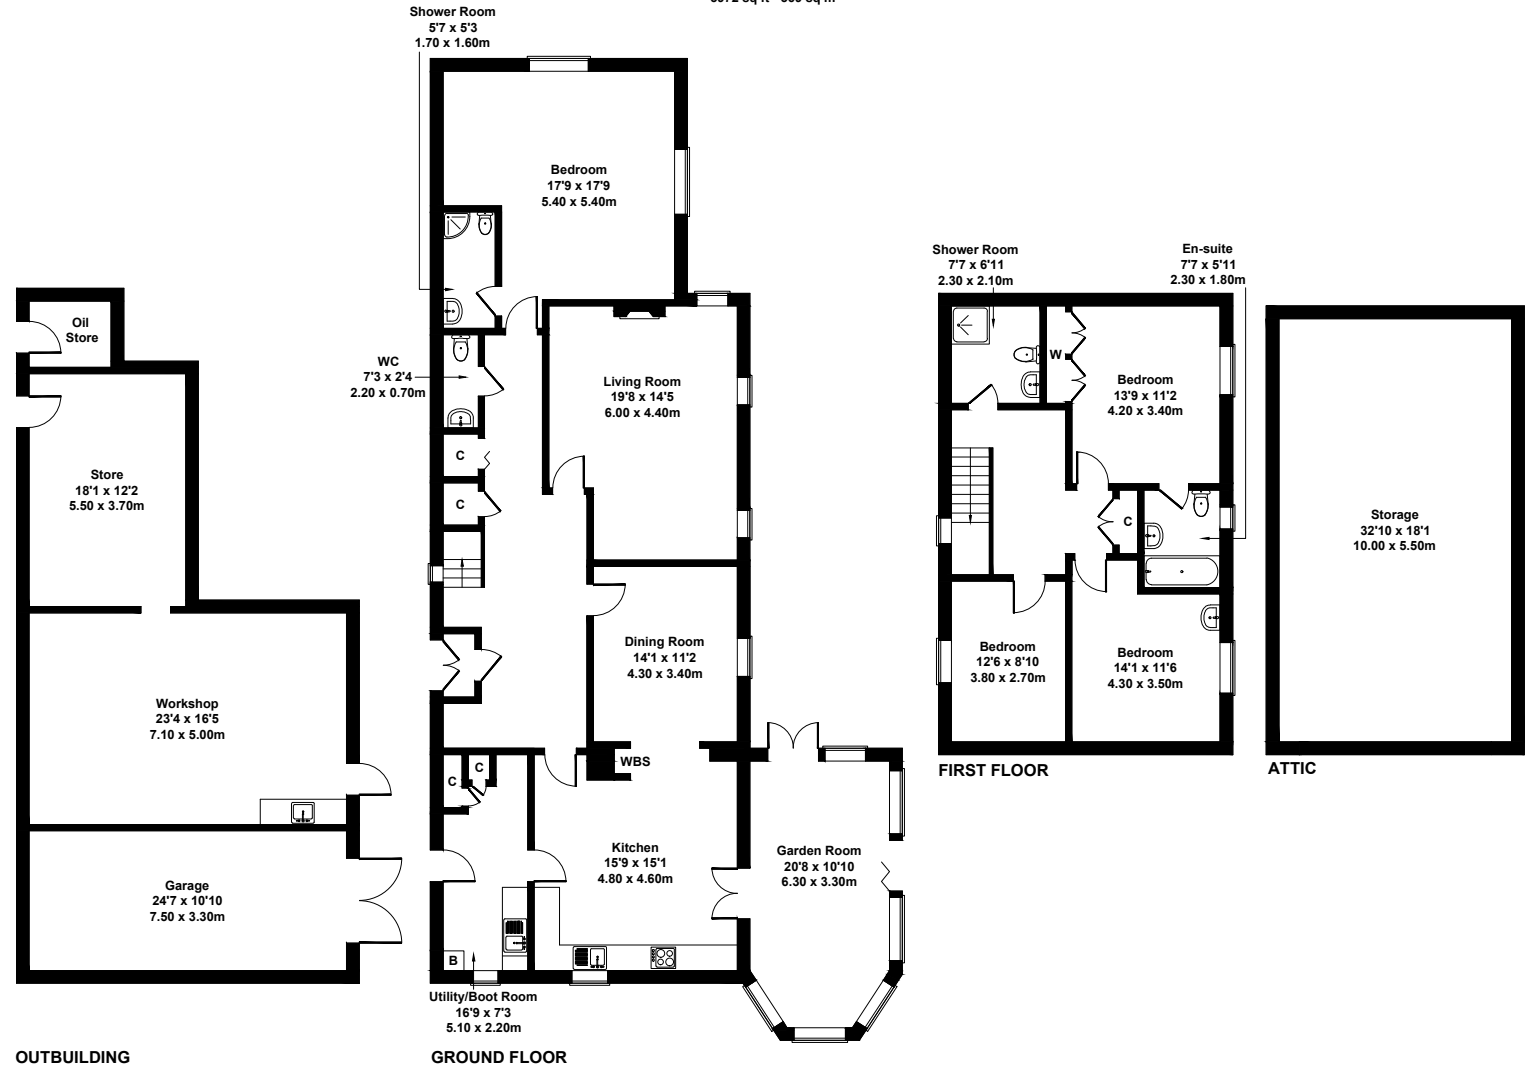 Shower Room
5'7 x 5'3
1.70 x 1.60m
Bedroom
17'9 x 17'9
5.40 x 5.40m
Shower Room
7'7 x 6'11
2.30 x 2.10m
En-suite
7'7 x 5'11
2.30 x 1.80m
Oil
Store
WC
7'3 x 2'4
2.20 x 0.70m
Living Room
19'8 x 14'5
6.00 x 4.40m
W
Bedroom
13'9 x 11'2
4.20 x 3.40m
C
C
Store
18'1 x 12'2
5.50 x 3.70m
C
Storage
32'10 x 18'1
10.00 x 5.50m
Dining Room
14'1 x 11'2
4.30 x 3.40m
Bedroom
12'6 x 8'10
3.80 x 2.70m
Bedroom
14'1 x 11'6
4.30 x 3.50m
Workshop
23'4 x 16'5
7.10 x 5.00m
WBS
C
C
FIRST FLOOR
ATTIC
Kitchen
15'9 x 15'1
4.80 x 4.60m
Garden Room
20'8 x 10'10
6.30 x 3.30m
Garage
24'7 x 10'10
7.50 x 3.30m
B
Utility/Boot Room
16'9 x 7'3
5.10 x 2.20m
OUTBUILDING
GROUND FLOOR